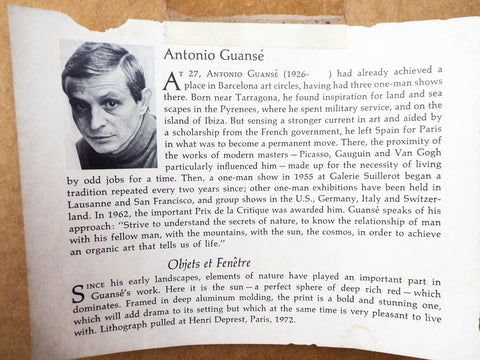 Antonio Guansé
AT 27, ANTONIO GUANSÉ (1926- ) had already achieved a
place in Barcelona art circles, having had three one-man shows
there. Born near Tarragona, he found inspiration for land and sea
scapes in the Pyrenees, where he spent military service, and on the
island of Ibiza. But sensing a stronger current in art and aided by
a scholarship from the French government, he left Spain for Paris
in what was to become a permanent move. There, the proximity of
the works of modern masters — Picasso, Gauguin and Van Gogh
particularly influenced him — made up for the necessity of living
by odd jobs for a time. Then, a one-man show in 1955 at Galerie Suillerot began a
tradition repeated every two years since; other one-man exhibitions have been held in
Lausanne and San Francisco, and group shows in the U.S., Germany, Italy and Switzer-
land. In 1962, the important Prix de la Critique was awarded him. Guansé speaks of his
approach: "Strive to understand the secrets of nature, to know the relationship of man
with his fellow man, with the mountains, with the sun, the cosmos, in order to achieve
an organic art that tells us of life."
Objets et Fenêtre
SINCE his early landscapes, elements of nature have played an important part in
Guansé's work. Here it is the sun — a perfect sphere of deep rich red — which
dominates. Framed in deep aluminum molding, the print is a bold and stunning one,
which will add drama to its setting but which at the same time is very pleasant to live
with. Lithograph pulled at Henri Deprest, Paris, 1972.